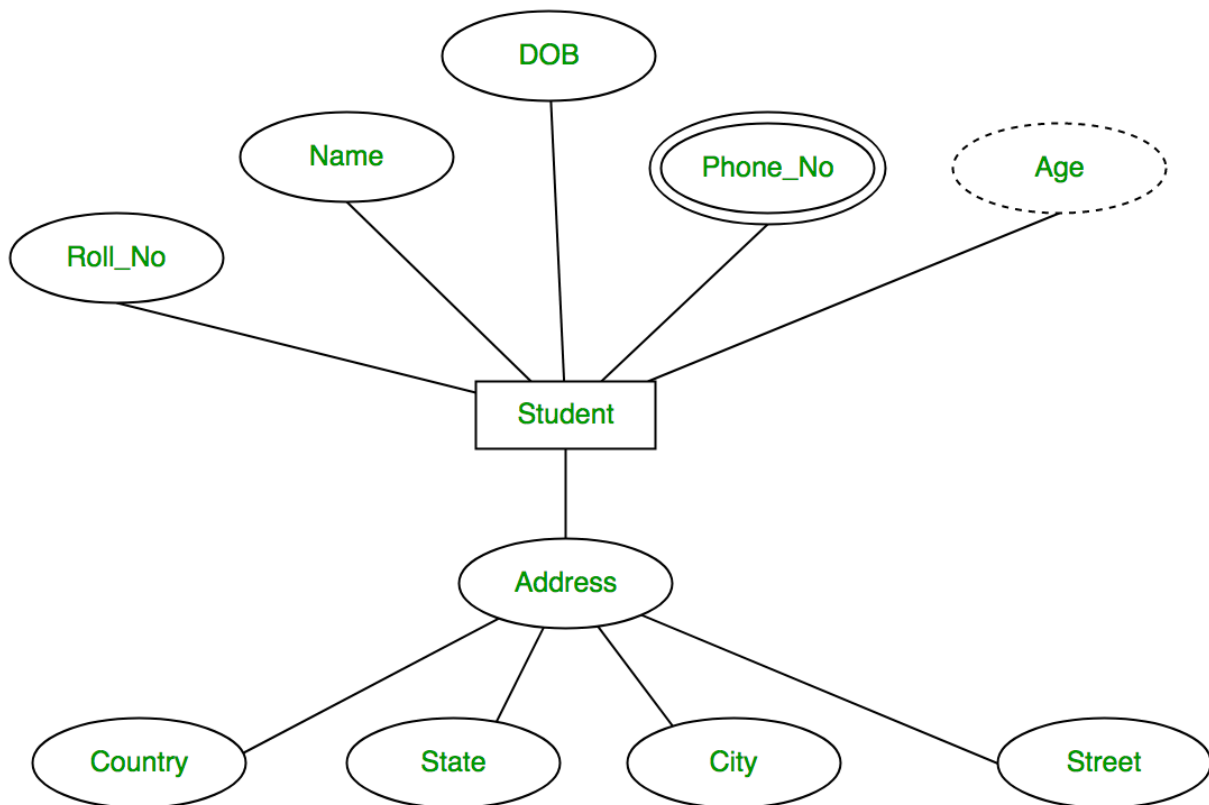 DOB
Name
Phone_No
Age
Roll_No
Student
Address
Country
State
City
Street